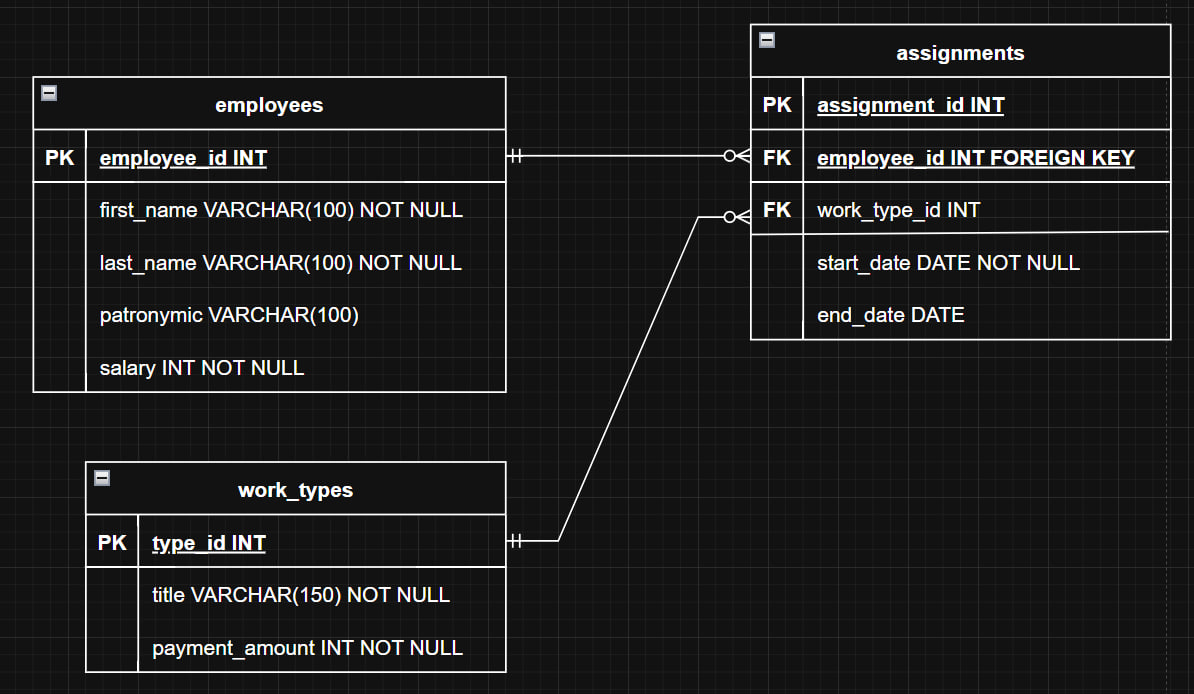 employees
PK employee_id INT
first_name VARCHAR(100) NOT NULL
last_name VARCHAR(100) NOT NULL
patronymic VARCHAR(100)
salary INT NOT NULL
assignments
PK assignment_id INT
FK employee_id INT FOREIGN KEY
FK work_type_id INT
start_date DATE NOT NULL
end_date DATE
work_types
PK type_id INT
title VARCHAR(150) NOT NULL
payment_amount INT NOT NULL